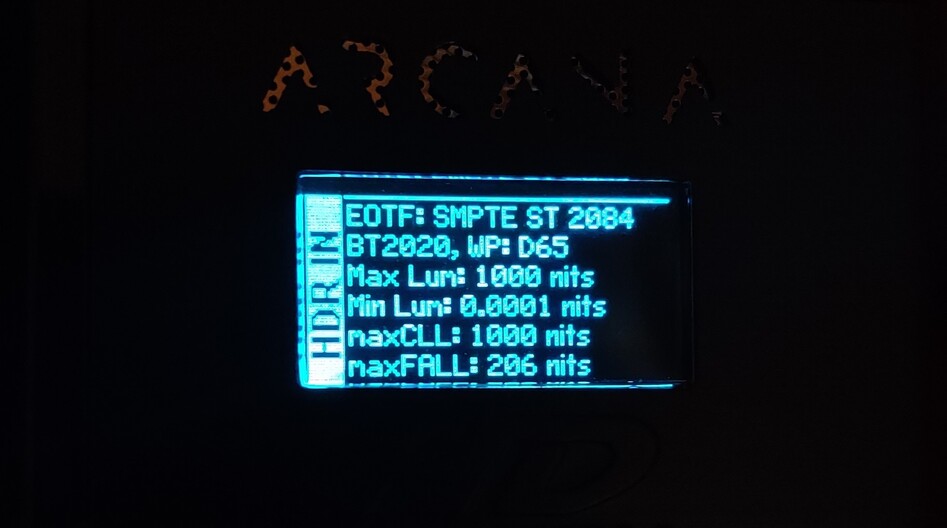 ARCANA
HDR IN
EOTF: SMPTE ST 2084
BT2020, WP: D65
Max Lum: 1000 nits
Min Lum: 0.0001 nits
maxCLL: 1000 nits
maxFALL: 206 nits